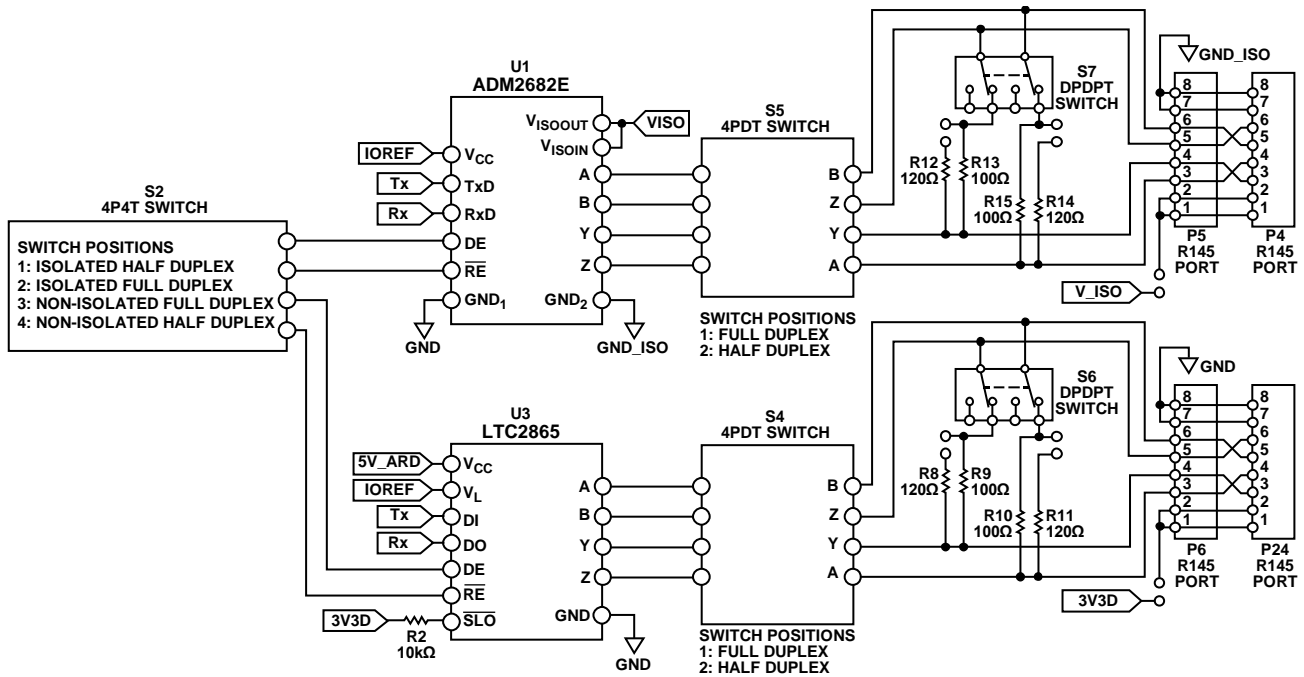 S2
4P4T SWITCH
SWITCH POSITIONS
1: ISOLATED HALF DUPLEX
2: ISOLATED FULL DUPLEX
3: NON-ISOLATED FULL DUPLEX
4: NON-ISOLATED HALF DUPLEX
U1
ADM2682E
IOREF
Tx
Rx
VCC
TxD
RxD
DE
RE
GND1
GND
VISOOUT
VISOIN
VISO
A
B
Y
Z
GND2
GND_ISO
S5
4PDT SWITCH
B
Z
Y
A
SWITCH POSITIONS
1: FULL DUPLEX
2: HALF DUPLEX
S7
DPDPT
SWITCH
R12
120Ω
R13
100Ω
R15
100Ω
R14
120Ω
GND_ISO
8
7
6
5
4
3
2
1
P5
R145
PORT
8
7
6
5
4
3
2
1
P4
R145
PORT
V_ISO
U3
LTC2865
5V_ARD
IOREF
Tx
Rx
3V3D
R2
10kΩ
VCC
VL
DI
DO
DE
RE
SLO
A
B
Y
Z
GND
GND
S4
4PDT SWITCH
B
Z
Y
A
SWITCH POSITIONS
1: FULL DUPLEX
2: HALF DUPLEX
S6
DPDPT
SWITCH
R8
120Ω
R9
100Ω
R10
100Ω
R11
120Ω
GND
8
7
6
5
4
3
2
1
P6
R145
PORT
8
7
6
5
4
3
2
1
P24
R145
PORT
3V3D